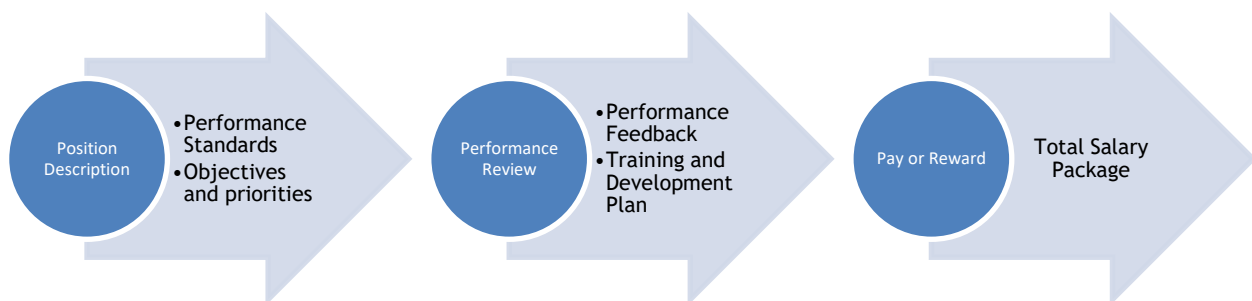 Position
Description
•Performance
Standards
•Objectives
and priorities
Performance
Review
•Performance
Feedback
•Training and
Development
Plan
Pay or Reward
Total Salary
Package